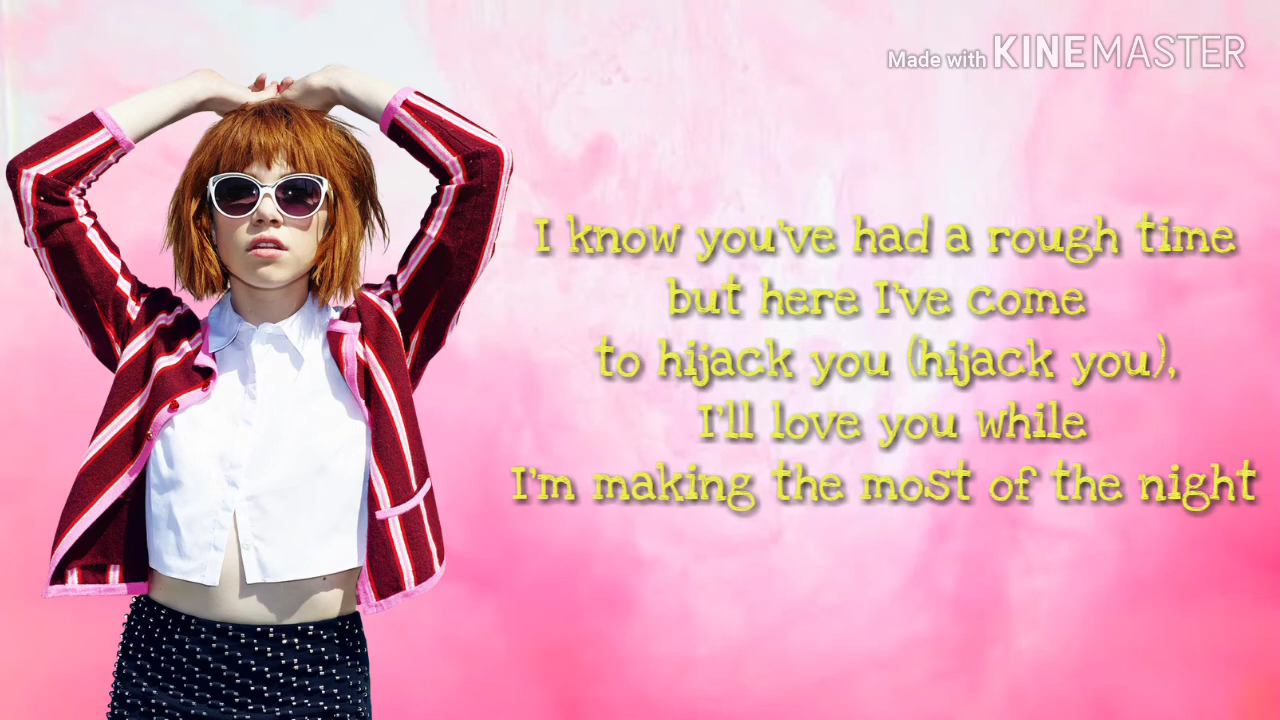 Made with KINEMASTER
I know you've had a rough time
but here I've come
to hijack you (hijack you),
I'll love you while
I'm making the most of the night